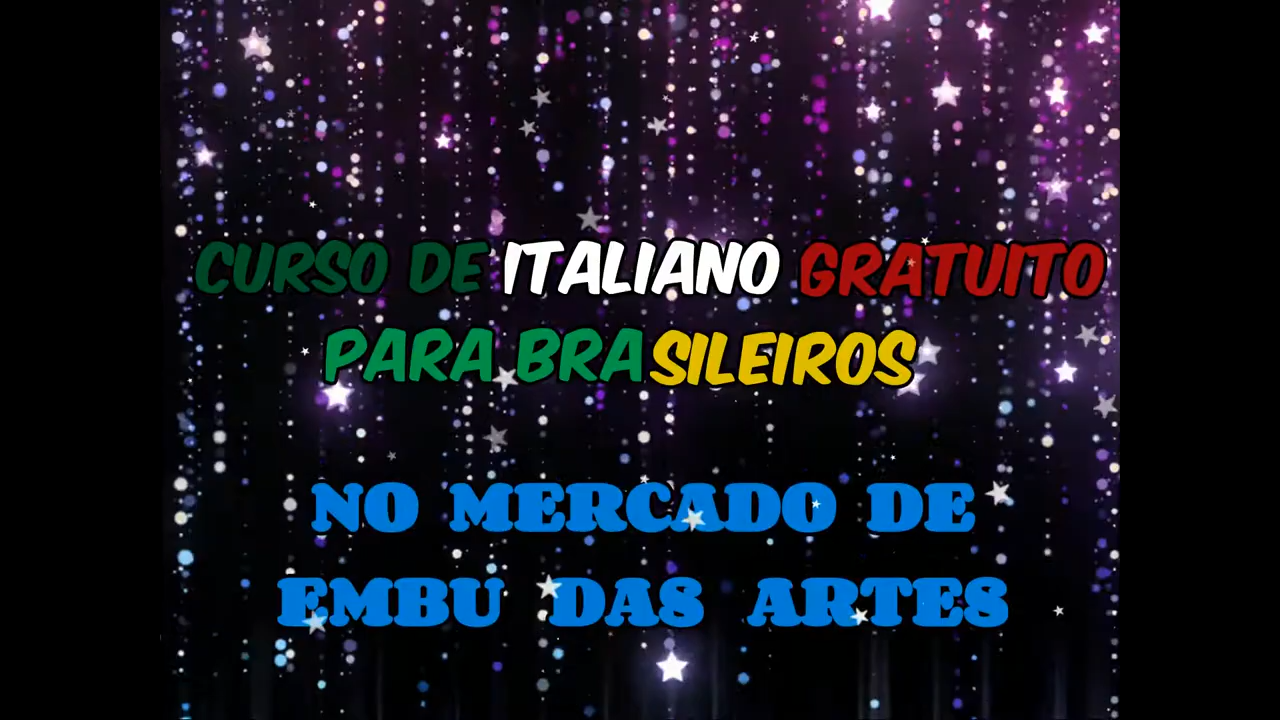 CURSO DE ITALIANO GRATUITO
PARA BRASILEIROS
NO MERCADO DE
EMBU DAS ARTES